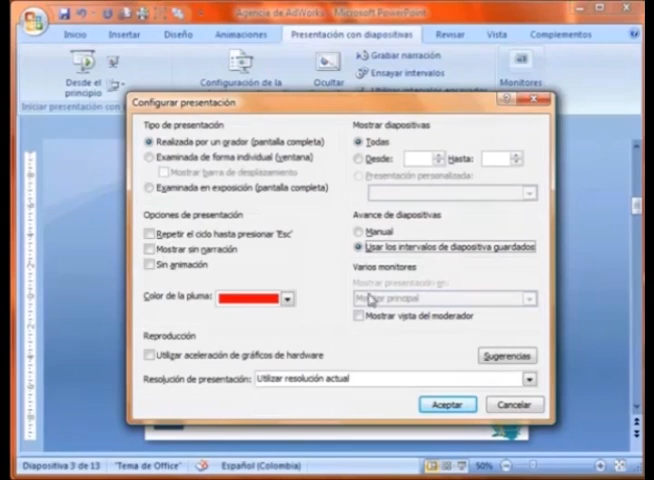 Agencia de AdWorks - Microsoft PowerPoint
Inicio Insertar Diseño Animaciones Presentación con diapositivas Revisar Vista Complementos
Desde el principio
Configuración de la
Ocultar
Grabar narración
Ensayar intervalos
Monitores
Iniciar presentación con
Configurar presentación
Tipo de presentación
Realizada por un orador (pantalla completa)
Examinada de forma individual (ventana)
Mostrar barra de desplazamiento
Examinada en exposición (pantalla completa)
Mostrar diapositivas
Todas
Desde: Hasta:
Presentación personalizada:
Opciones de presentación
Repetir el ciclo hasta presionar 'Esc'
Mostrar sin narración
Sin animación
Color de la pluma:
Avance de diapositivas
Manual
Usar los intervalos de diapositiva guardados
Varios monitores
Mostrar presentación en:
Monitor principal
Mostrar vista del moderador
Reproducción
Utilizar aceleración de gráficos de hardware
Sugerencias
Resolución de presentación: Utilizar resolución actual
Aceptar Cancelar
Diapositiva 3 de 13 "Tema de Office" Español (Colombia) 50%